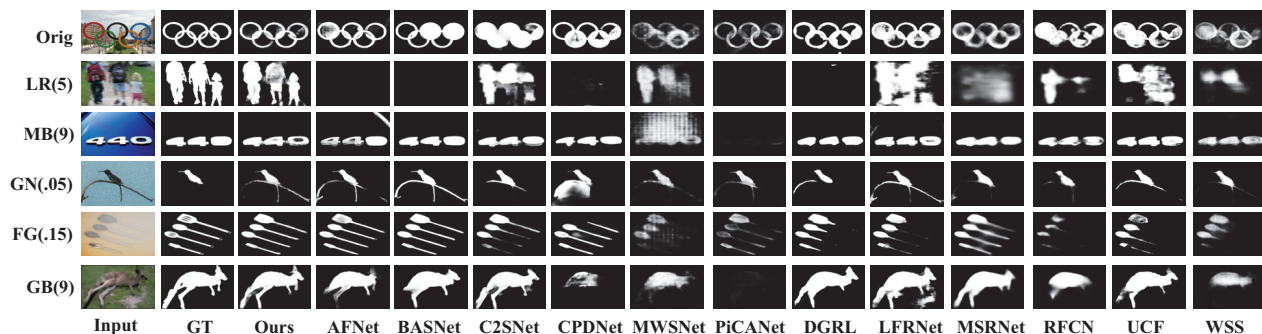 Orig
LR(5)
MB(9)
440
GN(.05)
FG(.15)
GB(9)
Input GT Ours AFNet BASNet C2SNet CPDNet MWSNet PiCANet DGRL LFRNet MSRNet RFCN UCF WSS